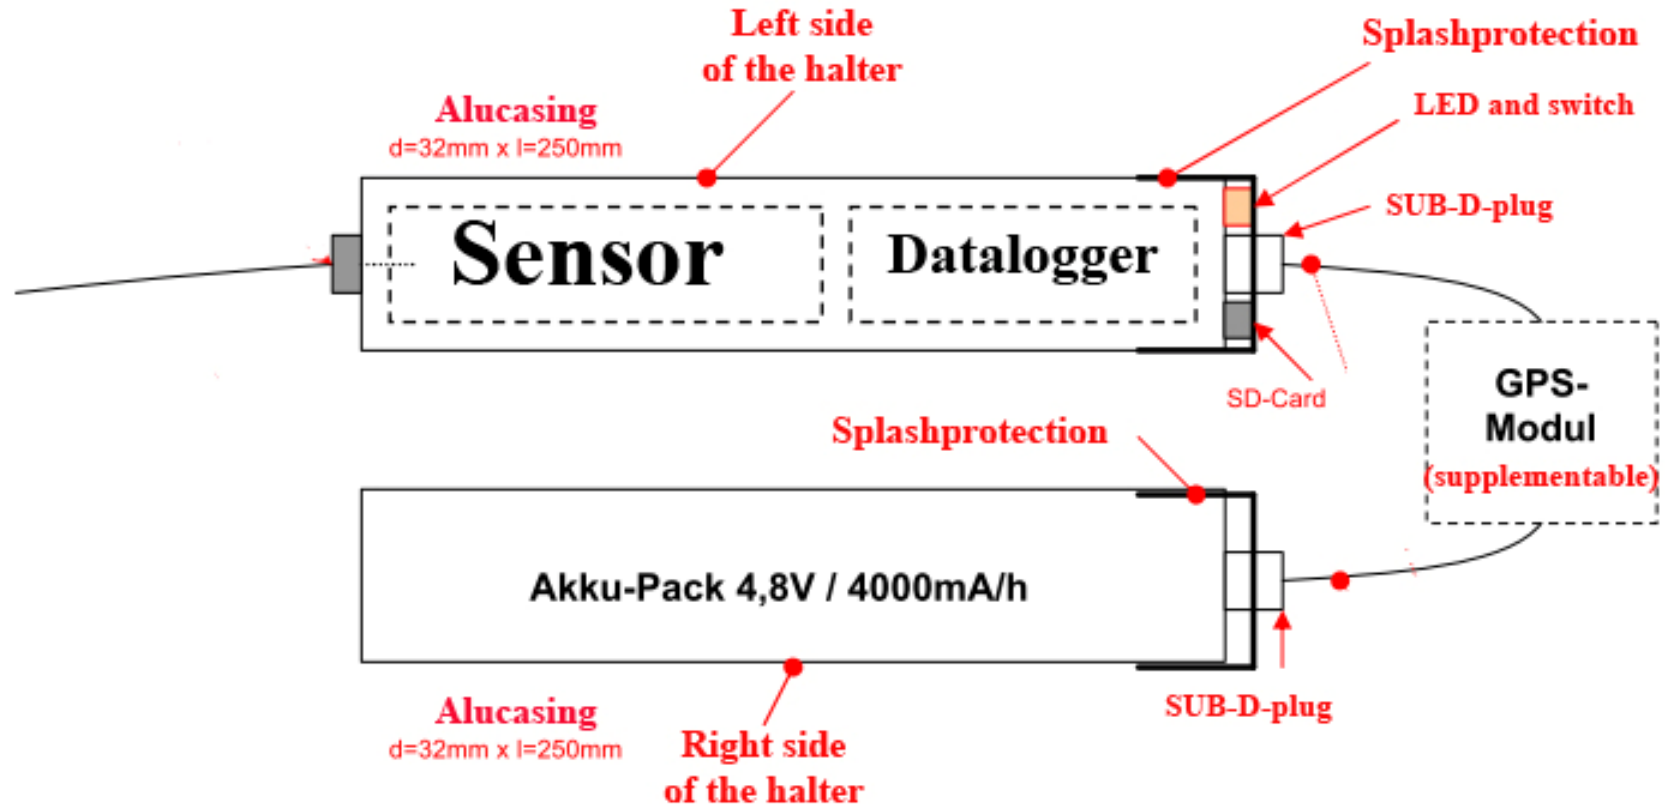 Left side
of the halter
Splashprotection
Alucasing
d=32mm x l=250mm
LED and switch
SUB-D-plug
Sensor
Datalogger
SD-Card
GPS-
Modul
(supplementable)
Splashprotection
Akku-Pack 4,8V / 4000mA/h
SUB-D-plug
Alucasing
d=32mm x l=250mm
Right side
of the halter